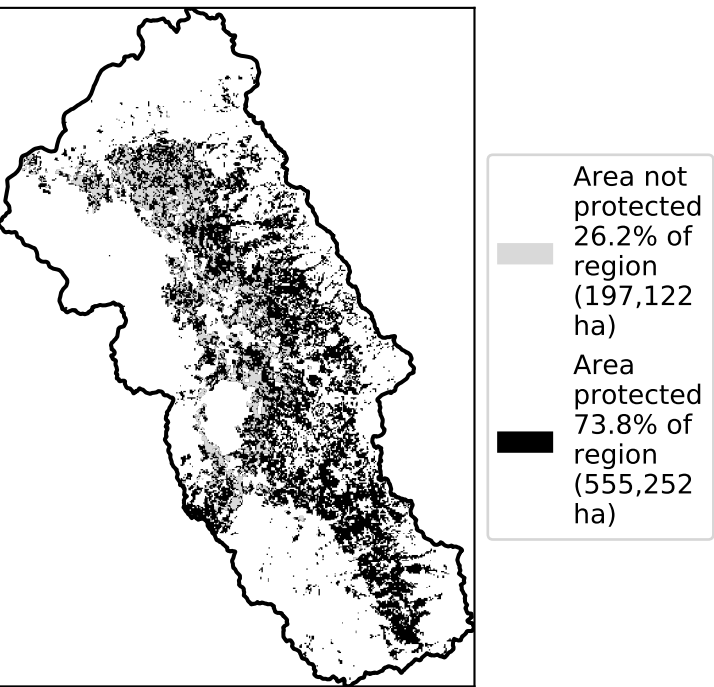 Area not
protected
26.2% of
region
(197,122
ha)
Area
protected
73.8% of
region
(555,252
ha)